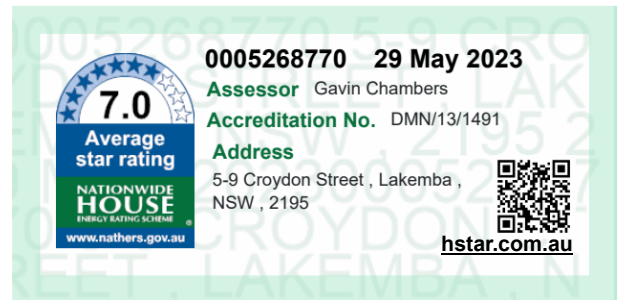 0005268770 29 May 2023
Assessor Gavin Chambers
Accreditation No. DMN/13/1491
Address
5-9 Croydon Street , Lakemba ,
NSW , 2195
hstar.com.au
7.0
Average
star rating
NATIONWIDE
HOUSE
ENERGY RATING SCHEME ®
www.nathers.gov.au